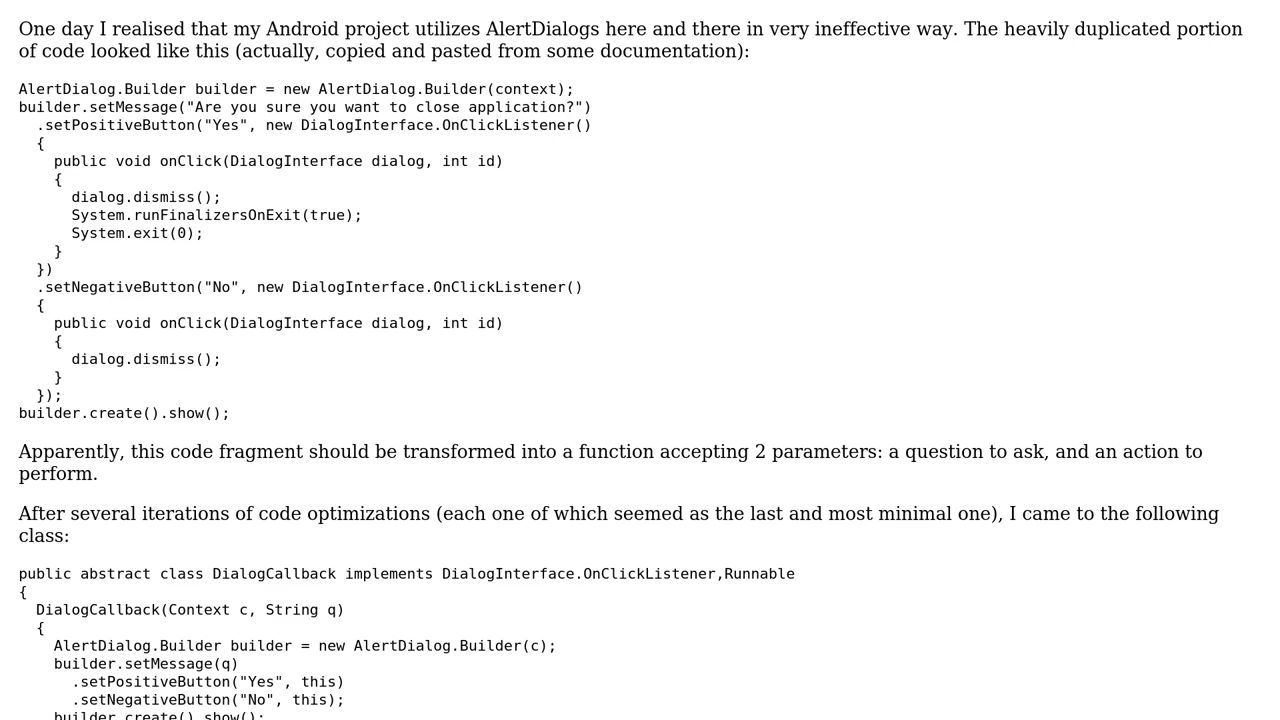 One day I realised that my Android project utilizes AlertDialogs here and there in very ineffective way. The heavily duplicated portion
of code looked like this (actually, copied and pasted from some documentation):
AlertDialog.Builder builder = new AlertDialog.Builder(context);
builder.setMessage("Are you sure you want to close application?")
  .setPositiveButton("Yes", new DialogInterface.OnClickListener()
  {
    public void onClick(DialogInterface dialog, int id)
    {
      dialog.dismiss();
      System.runFinalizersOnExit(true);
      System.exit(0);
    }
  })
  .setNegativeButton("No", new DialogInterface.OnClickListener()
  {
    public void onClick(DialogInterface dialog, int id)
    {
      dialog.dismiss();
    }
  });
builder.create().show();
Apparently, this code fragment should be transformed into a function accepting 2 parameters: a question to ask, and an action to
perform.
After several iterations of code optimizations (each one of which seemed as the last and most minimal one), I came to the following
class:
public abstract class DialogCallback implements DialogInterface.OnClickListener,Runnable
{
  DialogCallback(Context c, String q)
  {
    AlertDialog.Builder builder = new AlertDialog.Builder(c);
    builder.setMessage(q)
      .setPositiveButton("Yes", this)
      .setNegativeButton("No", this);
    builder.create().show();